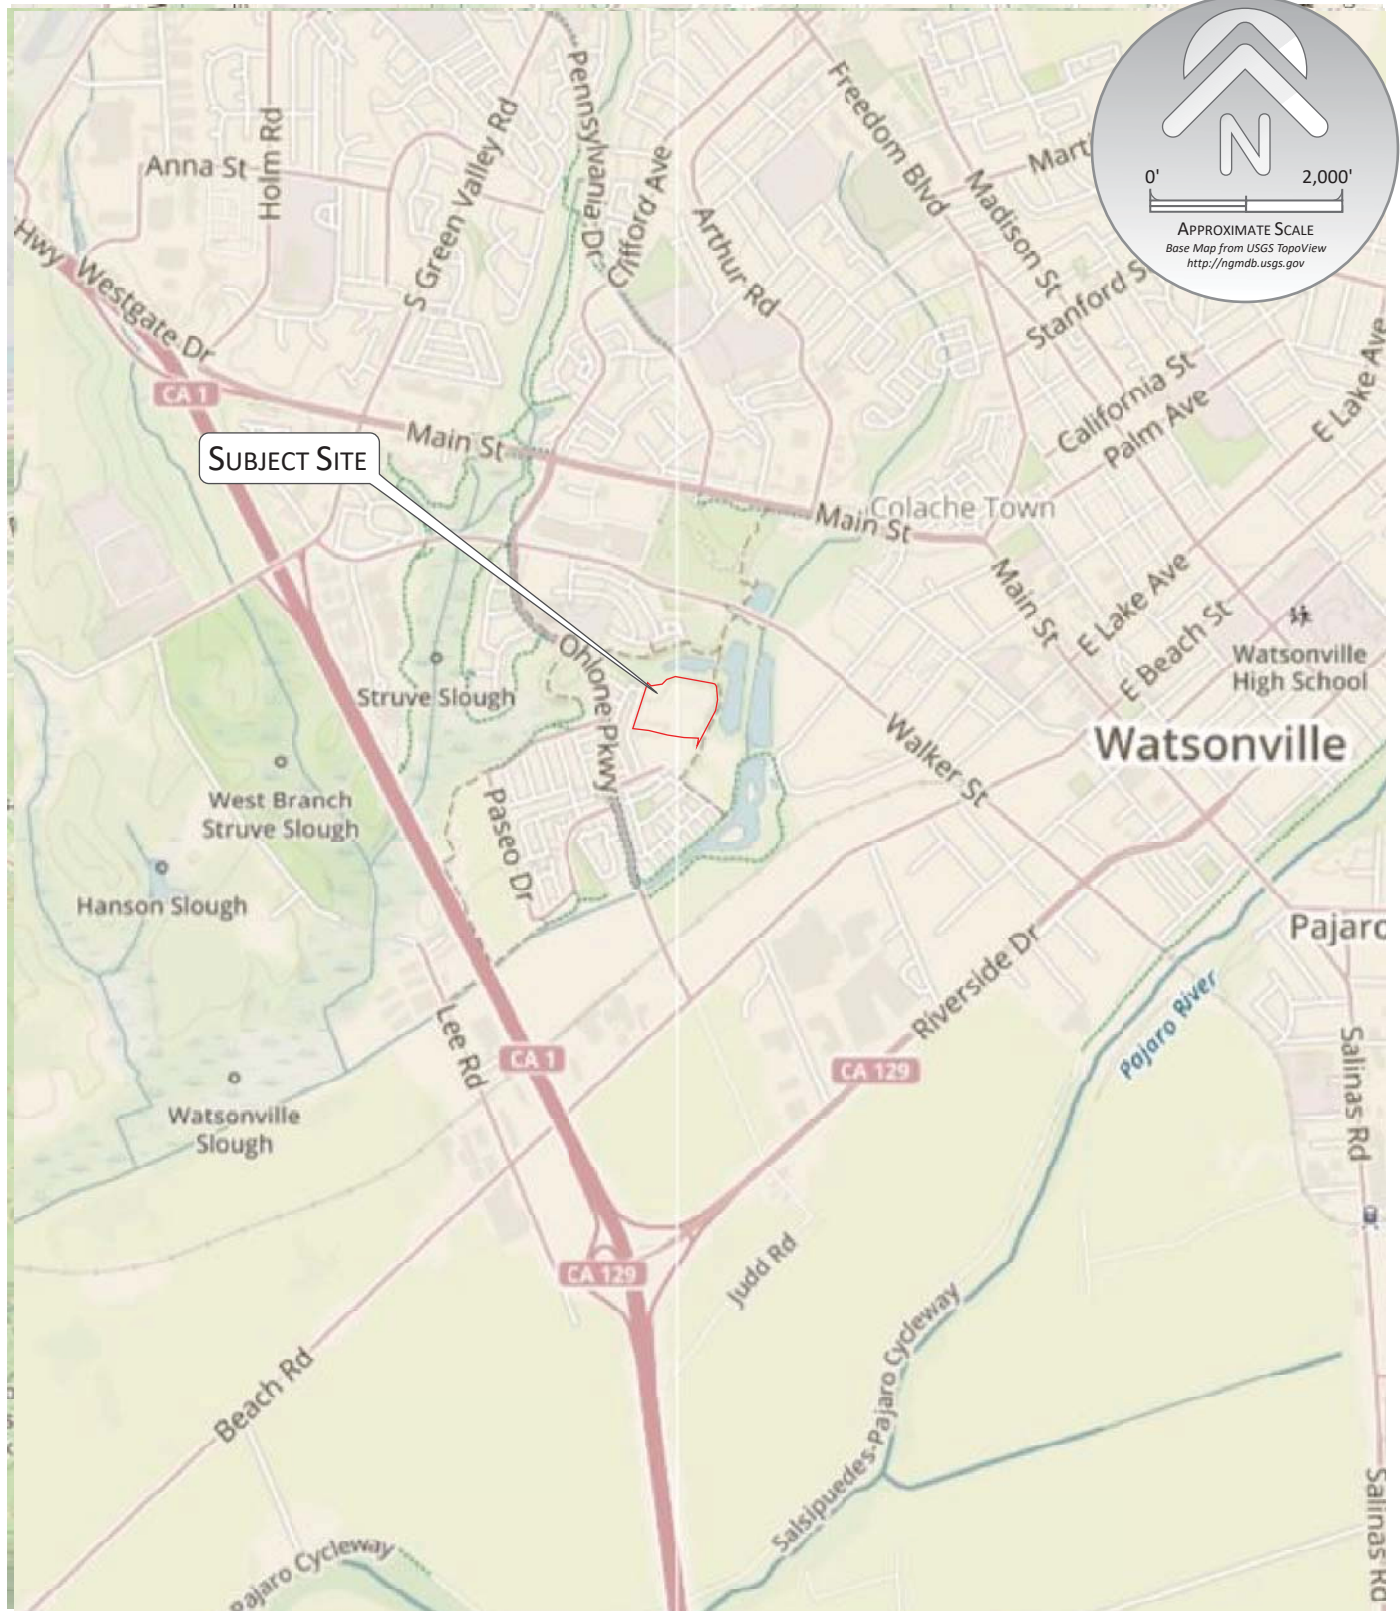 Pennsylvania Dr
Freedom Blvd
Holm Rd
Anna St
S Green Valley Rd
Clifford Ave
Madison St
N
0' 2,000'
APPROXIMATE SCALE
Base Map from USGS TopoView
http://ngmdb.usgs.gov
Arthur Rd
Hwy
Westgate Dr
Stanford S
E Lake Ave
CA 1
California St
Palm Ave
Main St
SUBJECT SITE
Colache Town
Main St
Main St
E Lake Ave
E Beach St
Watsonville
High School
Ohlone Pkwy
Struve Slough
Walker St
Watsonville
West Branch
Struve Slough
Paseo Dr
Hanson Slough
Pajaro
Riverside Dr
Pajaro River
Lee Rd
CA 1
CA 129
Salinas Rd
Watsonville
Slough
Judd Rd
CA 129
Salsipuedes-Pajaro Cycleway
Beach Rd
Salinas Rd
Pajaro Cycleway